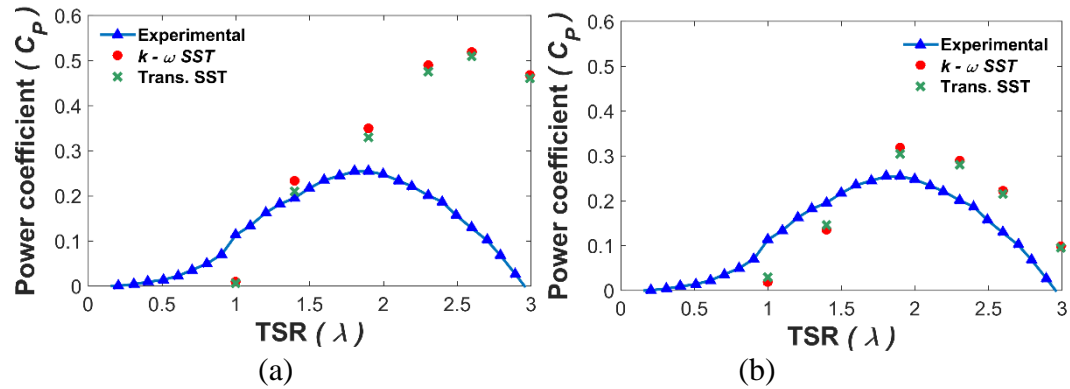 Power coefficient ( C_P )
0.6
0.5
0.4
0.3
0.2
0.1
0
Experimental
k - ω SST
Trans. SST
0 0.5 1 1.5 2 2.5 3
TSR ( λ )
(a)
Power coefficient ( C_P )
0.6
0.5
0.4
0.3
0.2
0.1
0
Experimental
k - ω SST
Trans. SST
0 0.5 1 1.5 2 2.5 3
TSR ( λ )
(b)